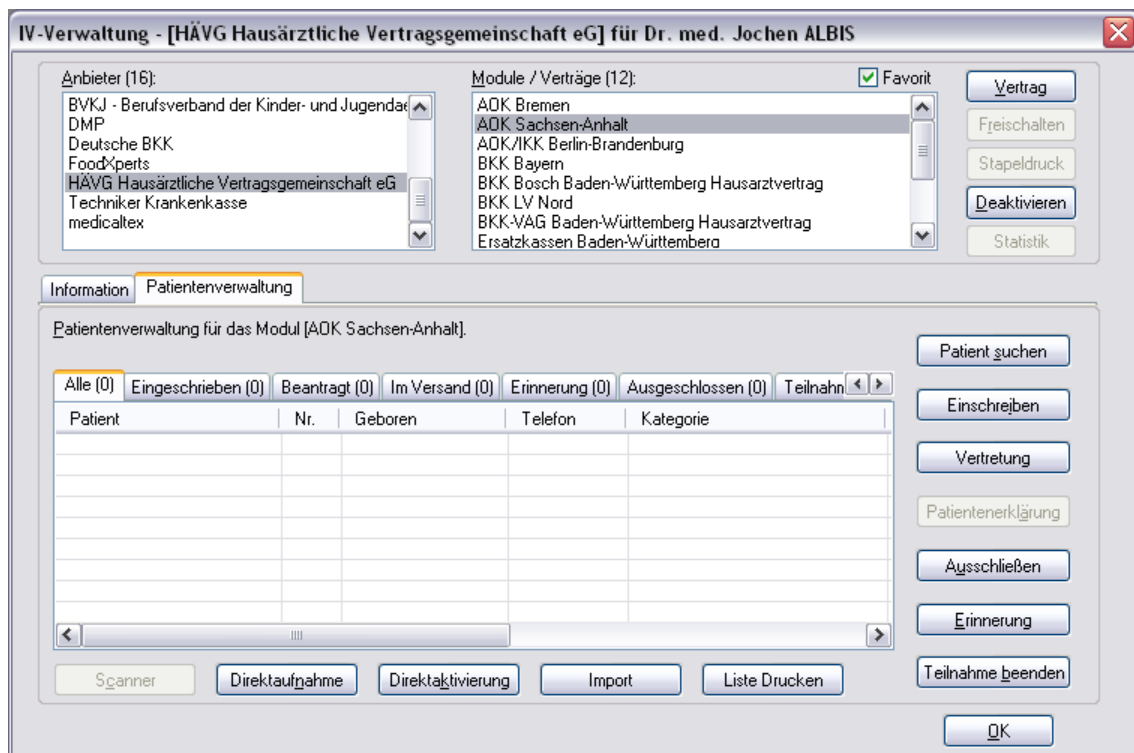 IV-Verwaltung - [HÄVG Hausärztliche Vertragsgemeinschaft eG] für Dr. med. Jochen ALBIS
Anbieter (16):
BVKJ - Berufsverband der Kinder- und Jugendae
DMP
Deutsche BKK
FoodXperts
HÄVG Hausärztliche Vertragsgemeinschaft eG
Techniker Krankenkasse
medicaltex
Module / Verträge (12):
Favorit
AOK Bremen
AOK Sachsen-Anhalt
AOK/IKK Berlin-Brandenburg
BKK Bayern
BKK Bosch Baden-Württemberg Hausarztvertrag
BKK LV Nord
BKK-VAG Baden-Württemberg Hausarztvertrag
Ersatzkassen Baden-Württemberg
Vertrag
Freischalten
Stapeldruck
Deaktivieren
Statistik
Information Patientenverwaltung
Patientenverwaltung für das Modul [AOK Sachsen-Anhalt].
Alle (0) Eingeschrieben (0) Beantragt (0) Im Versand (0) Erinnerung (0) Ausgeschlossen (0) Teilnahm
Patient Nr. Geboren Telefon Kategorie
Patient suchen
Einschreiben
Vertretung
Patientenerklärung
Ausschließen
Erinnerung
Teilnahme beenden
Scanner Direktaufnahme Direktaktivierung Import Liste Drucken
OK